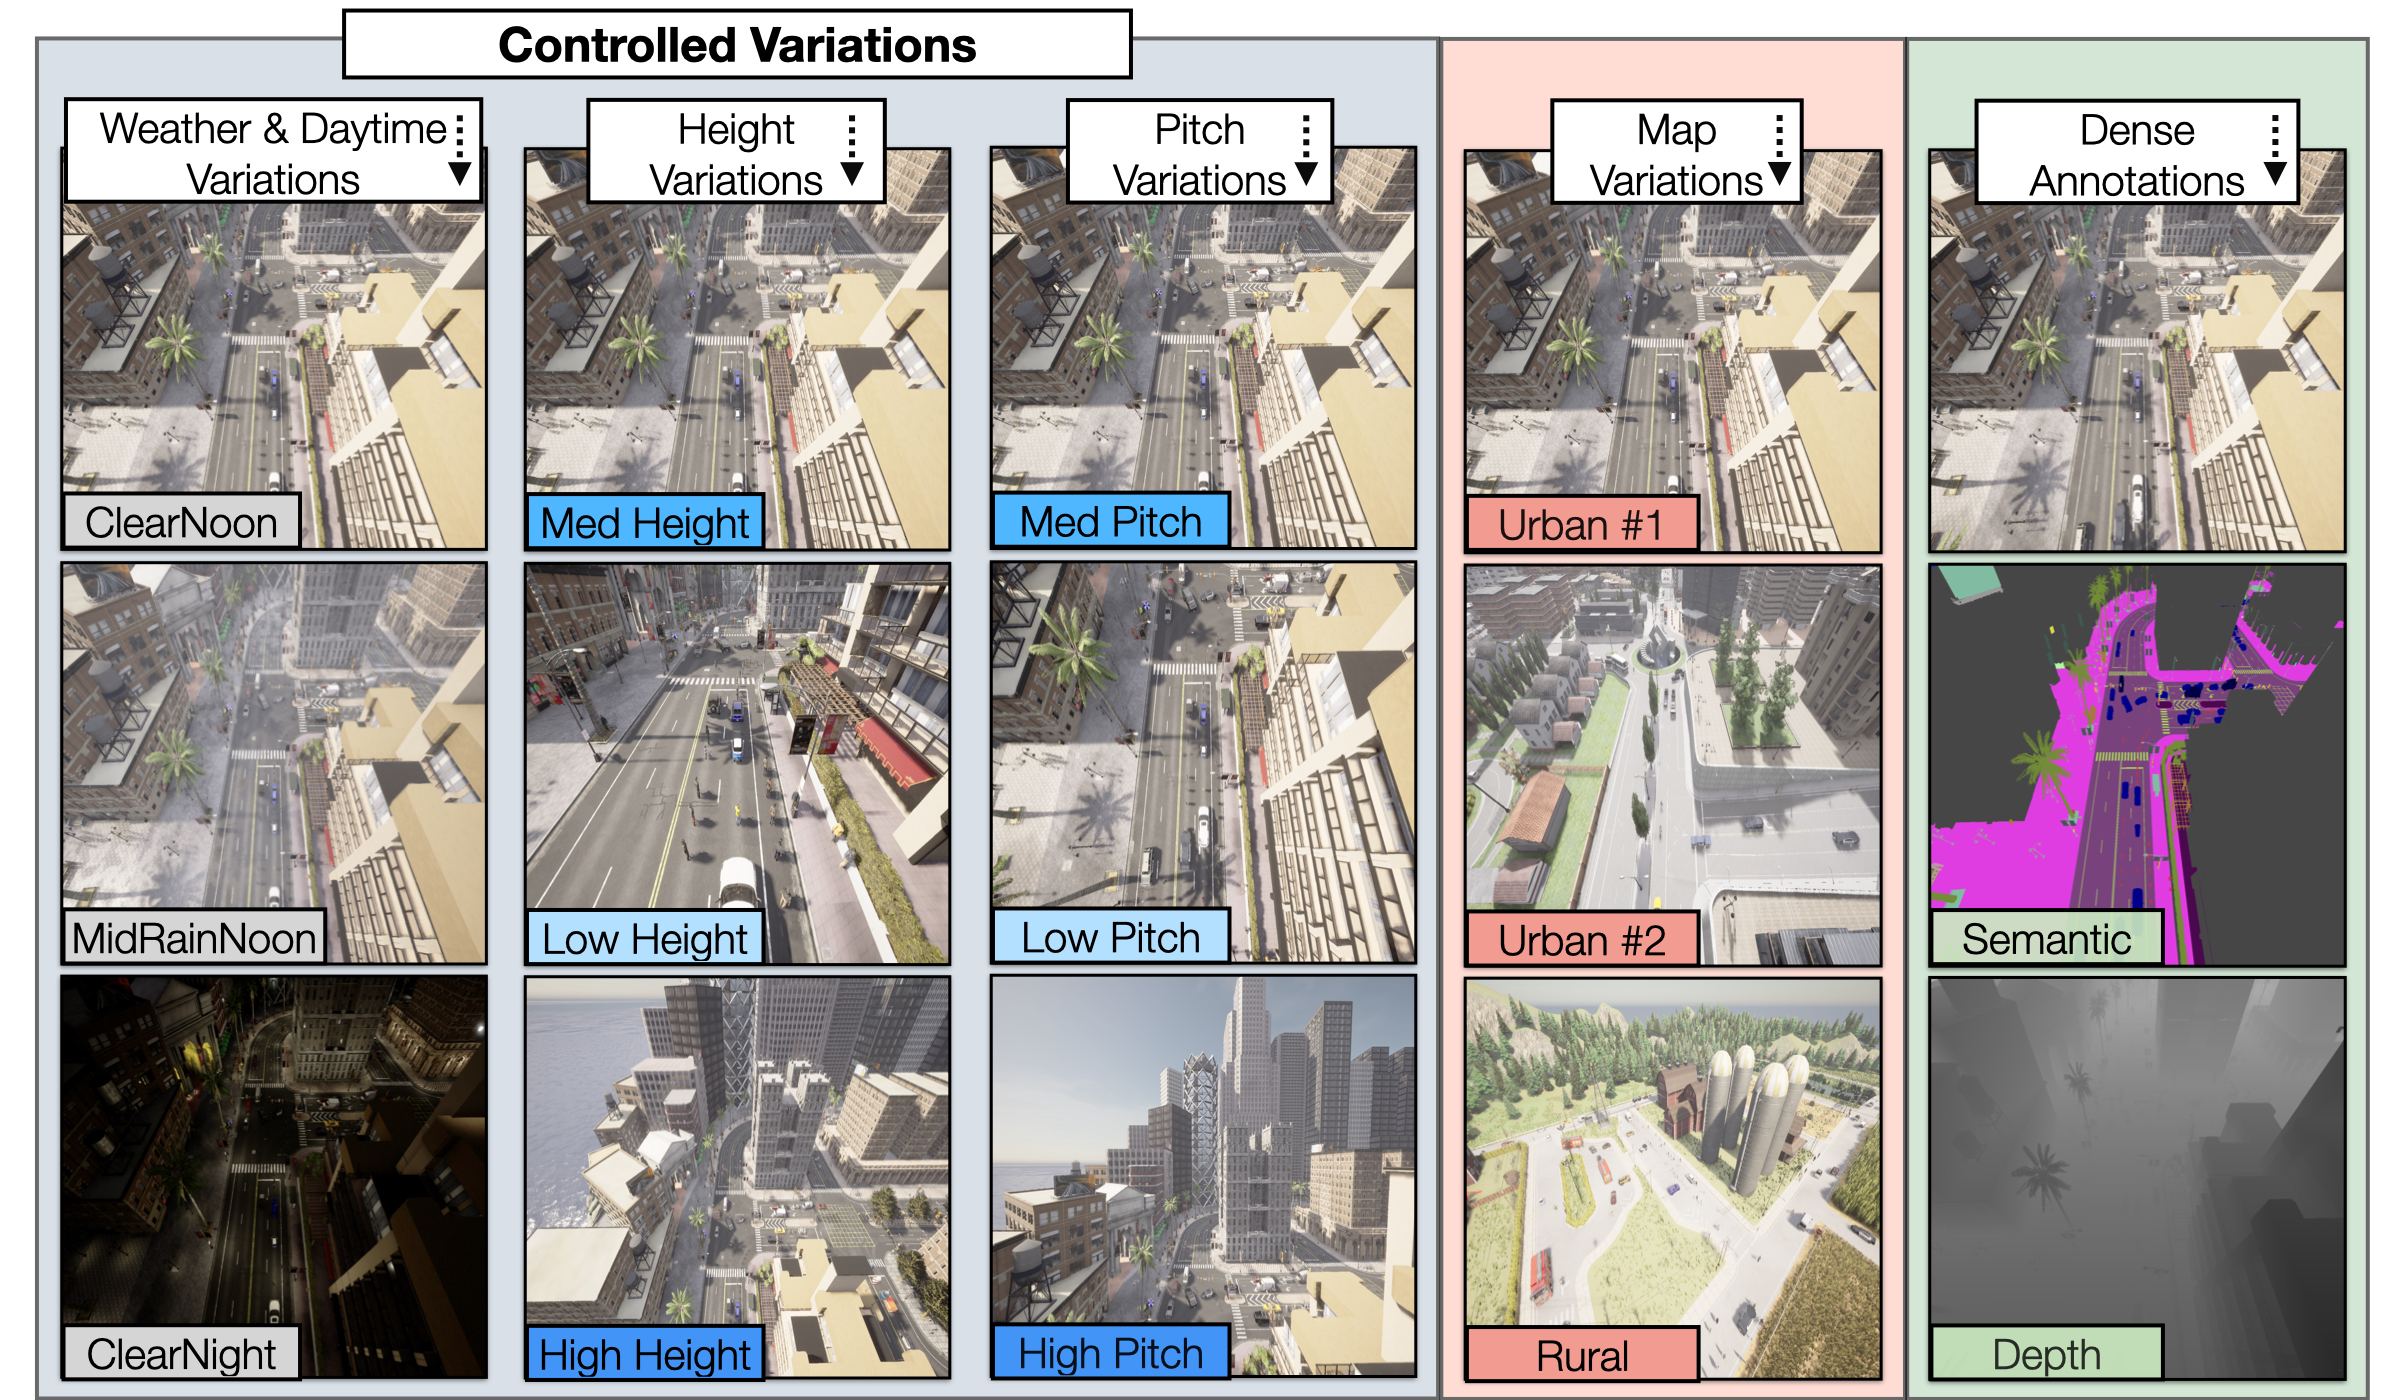 Controlled Variations
Weather & Daytime
Variations
Height
Variations
Pitch
Variations
Map
Variations
Dense
Annotations
ClearNoon
Med Height
Med Pitch
Urban #1
MidRainNoon
Low Height
Low Pitch
Urban #2
Semantic
ClearNight
High Height
High Pitch
Rural
Depth